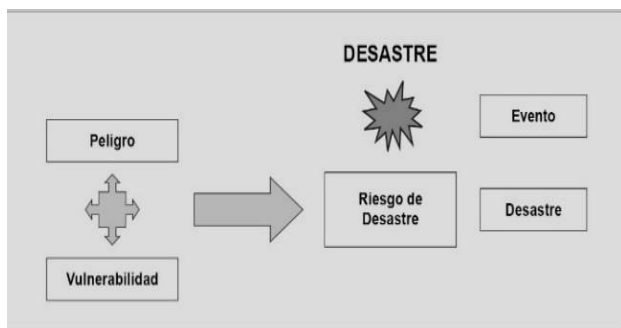 DESASTRE
Evento
Peligro
Riesgo de
Desastre
Desastre
Vulnerabilidad